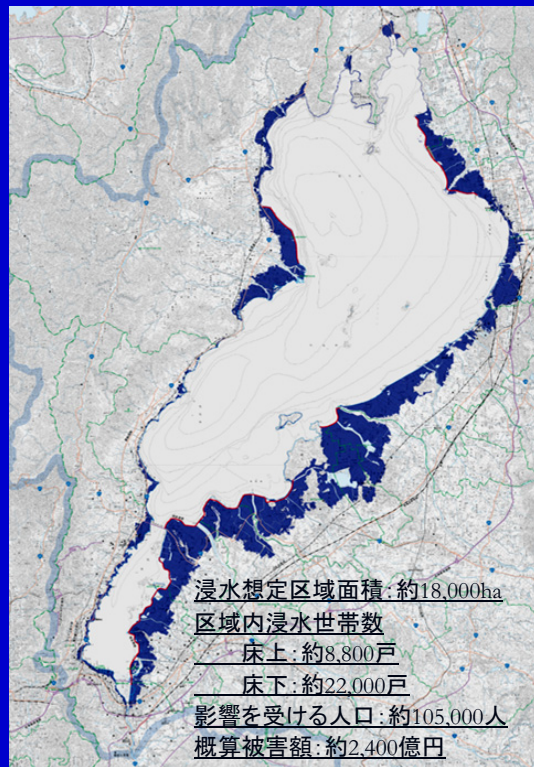 浸水想定区域面積：約18,000ha
区域内浸水世帯数
床上：約8,800戸
床下：約22,000戸
影響を受ける人口：約105,000人
概算被害額：約2,400億円